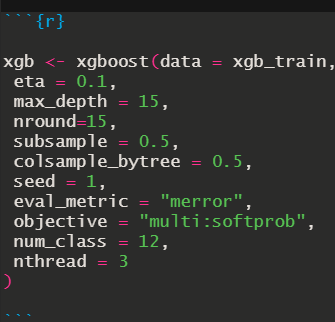 ```{r}
xgb <- xgboost(data = xgb_train,
eta = 0.1,
max_depth = 15,
nround=15,
subsample = 0.5,
colsample_bytree = 0.5,
seed = 1,
eval_metric = "merror",
objective = "multi:softprob",
num_class = 12,
nthread = 3
)
```